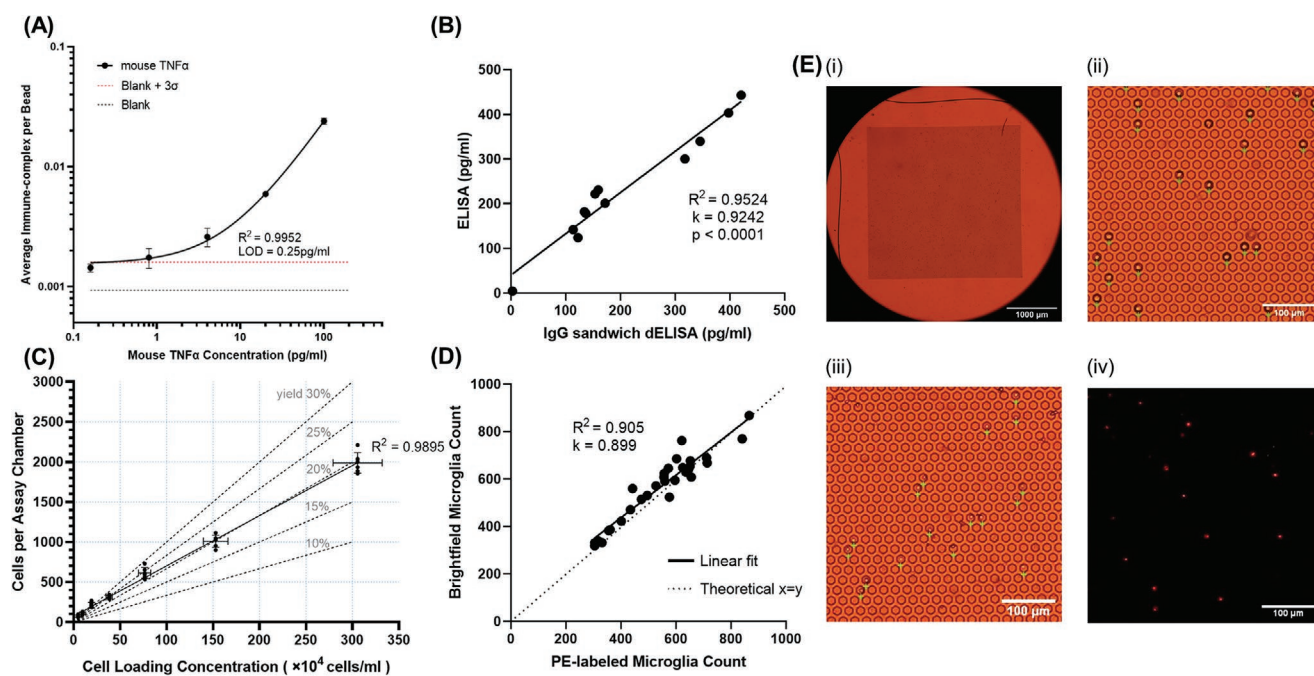 (A)
0.1
0.01
0.001
Average Immune-complex per Bead
mouse TNFα
Blank + 3σ
Blank
R² = 0.9952
LOD = 0.25pg/ml
0.1
1
10
100
Mouse TNFα Concentration (pg/ml)
(B)
500
400
300
200
100
0
ELISA (pg/ml)
R² = 0.9524
k = 0.9242
p < 0.0001
0
100
200
300
400
500
IgG sandwich dELISA (pg/ml)
(C)
3000
2500
2000
1500
1000
500
0
Cells per Assay Chamber
yield 30%
25%
20%
15%
10%
R² = 0.9895
0
50
100
150
200
250
300
350
Cell Loading Concentration ( ×10⁴ cells/ml )
(D)
1000
800
600
400
200
0
Brightfield Microglia Count
R² = 0.905
k = 0.899
Linear fit
Theoretical x=y
0
200
400
600
800
1000
PE-labeled Microglia Count
(E) (i)
1000 µm
(ii)
100 µm
(iii)
100 µm
(iv)
100 µm